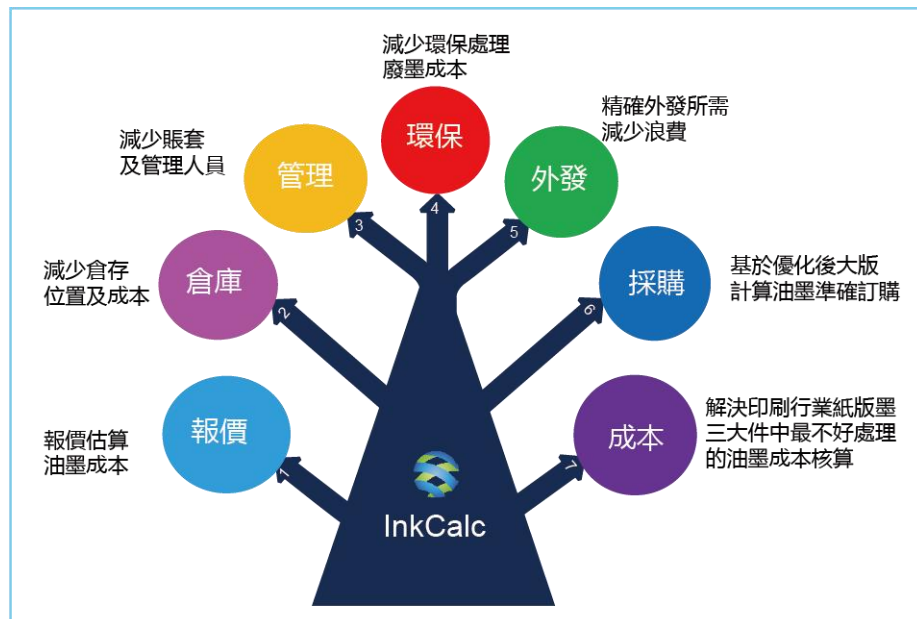 減少環保處理
廢墨成本
環保
4
精確外發所需
減少浪費
外發
5
減少賬套
及管理人員
管理
3
減少倉存
位置及成本
倉庫
2
基於優化後大版
計算油墨準確訂購
採購
6
報價估算
油墨成本
報價
1
解決印刷行業紙版墨
三大件中最不好處理
的油墨成本核算
成本
7
InkCalc